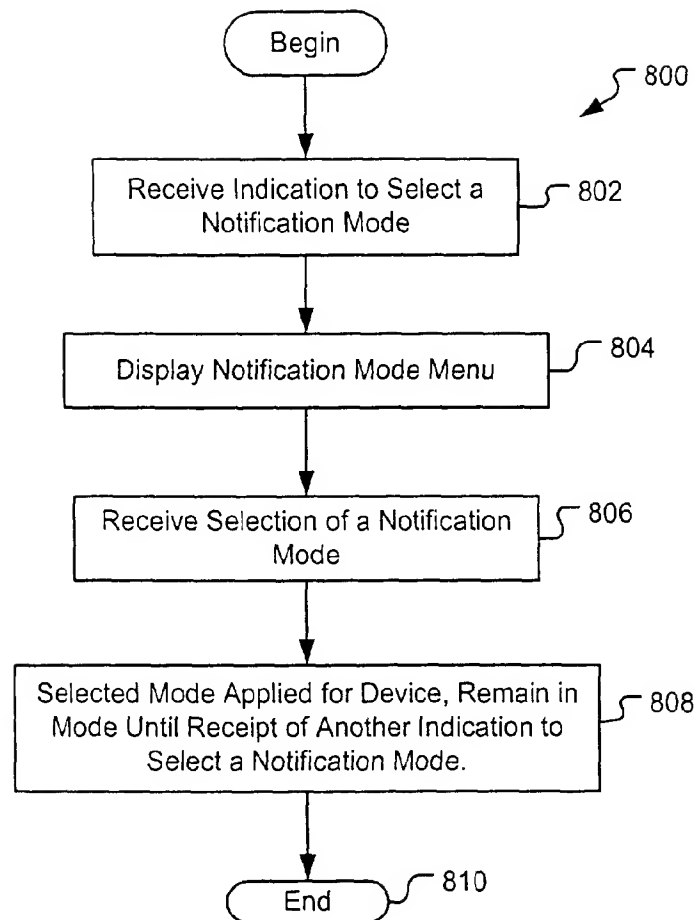 Begin
800
Receive Indication to Select a
Notification Mode
802
Display Notification Mode Menu
804
Receive Selection of a Notification
Mode
806
Selected Mode Applied for Device, Remain in
Mode Until Receipt of Another Indication to
Select a Notification Mode.
808
End
810